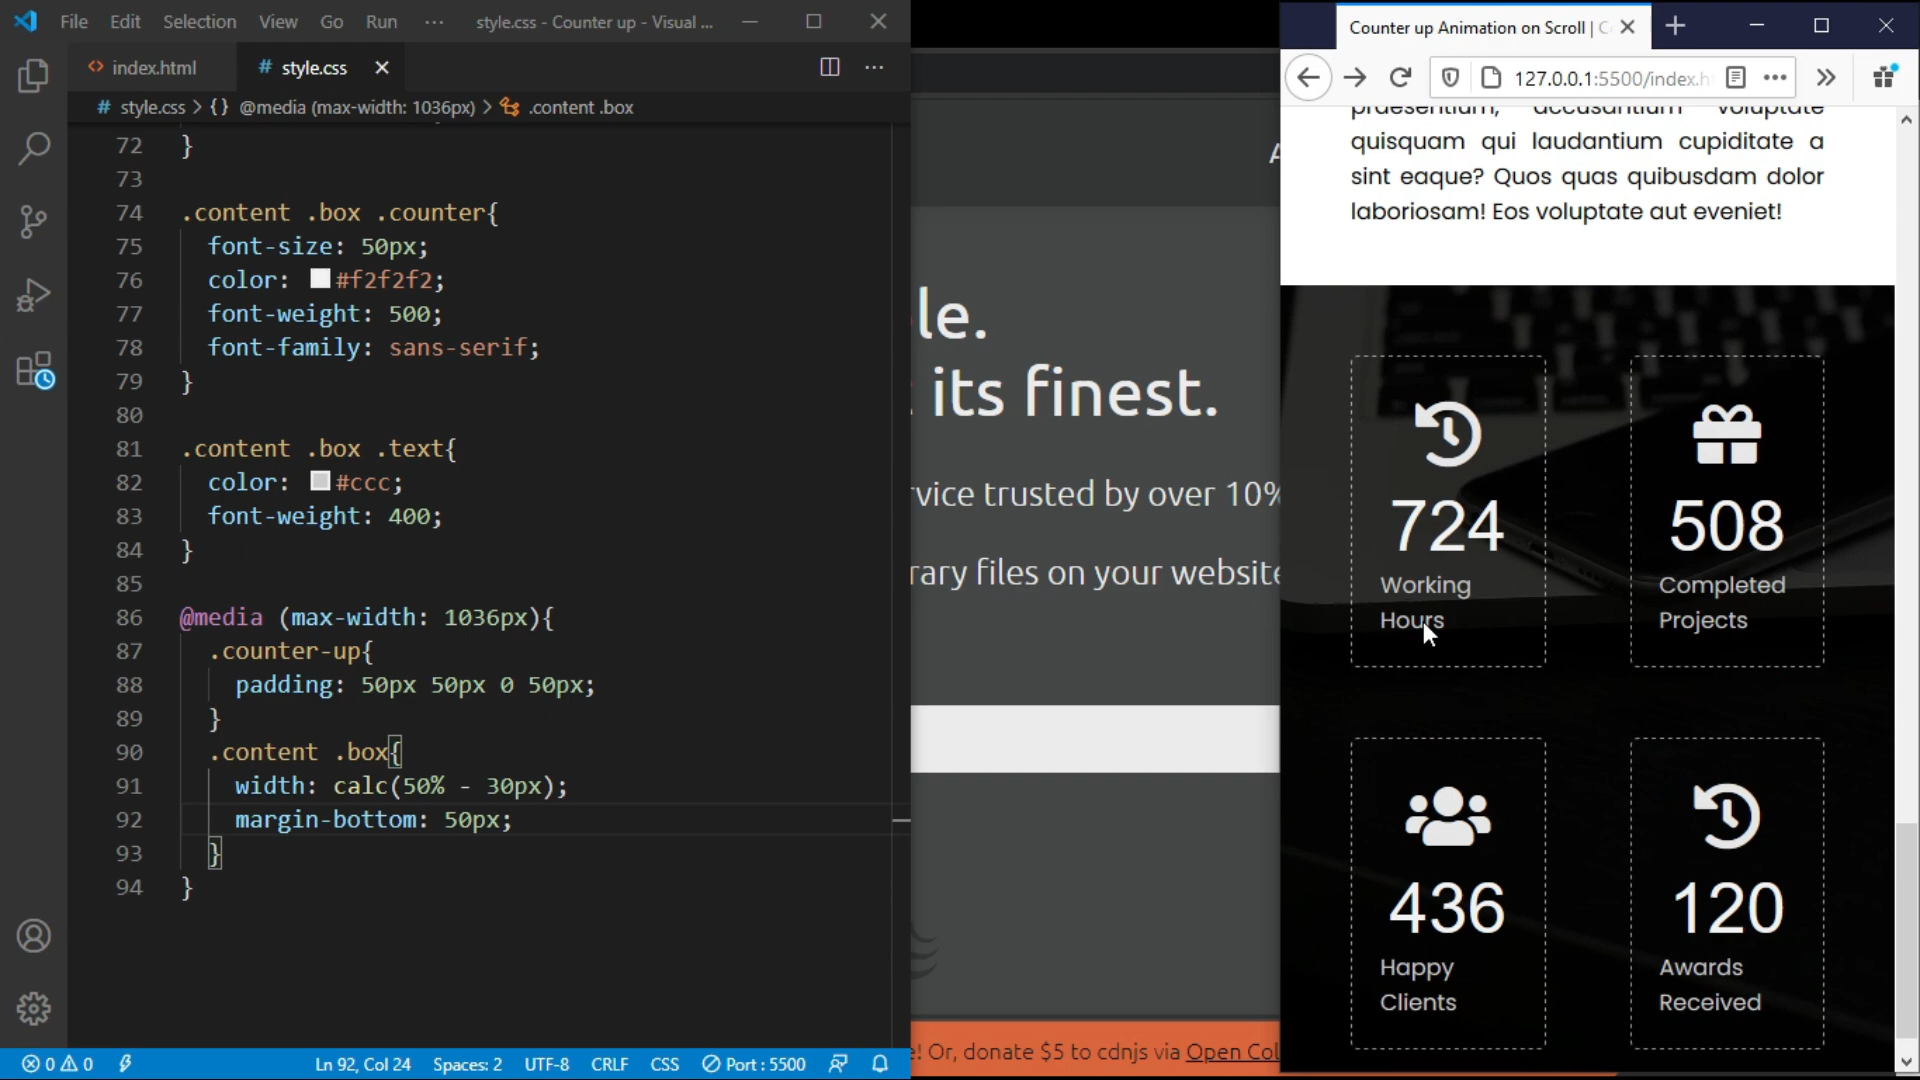 File Edit Selection View Go Run ··· style.css - Counter up - Visual ...
index.html
style.css
style.css > {} @media (max-width: 1036px) > .content .box
72 }
73
74 .content .box .counter{
75 font-size: 50px;
76 color: #f2f2f2;
77 font-weight: 500;
78 font-family: sans-serif;
79 }
80
81 .content .box .text{
82 color: #ccc;
83 font-weight: 400;
84 }
85
86 @media (max-width: 1036px){
87 .counter-up{
88 padding: 50px 50px 0 50px;
89 }
90 .content .box{
91 width: calc(50% - 30px);
92 margin-bottom: 50px;
93 }
94 }
0 0 Ln 92, Col 24 Spaces: 2 UTF-8 CRLF CSS Port : 5500
le.
its finest.
rvice trusted by over 10%
rary files on your website
! Or, donate $5 to cdnjs via Open Col
Counter up Animation on Scroll |
127.0.0.1:5500/index.h
praesentium, accusantium voluptate
quisquam qui laudantium cupiditate a
sint eaque? Quos quas quibusdam dolor
laboriosam! Eos voluptate aut eveniet!
724
Working
Hours
508
Completed
Projects
436
Happy
Clients
120
Awards
Received